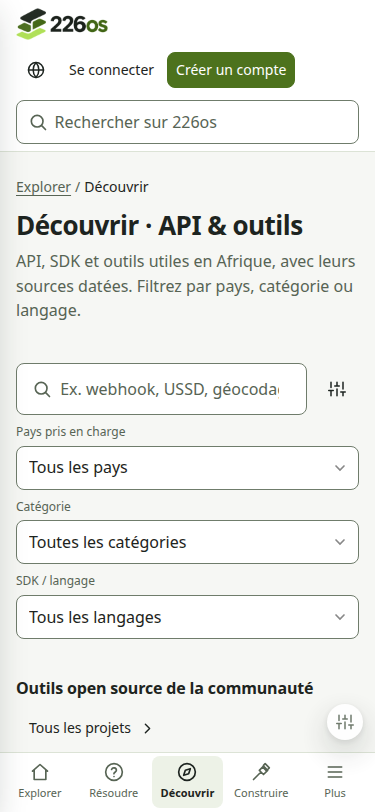 226os
Se connecter
Créer un compte
Rechercher sur 226os
Explorer / Découvrir
Découvrir · API & outils
API, SDK et outils utiles en Afrique, avec leurs
sources datées. Filtrez par pays, catégorie ou
langage.
Ex. webhook, USSD, géocoda
Pays pris en charge
Tous les pays
Catégorie
Toutes les catégories
SDK / langage
Tous les langages
Outils open source de la communauté
Tous les projets
Explorer
Résoudre
Découvrir
Construire
Plus